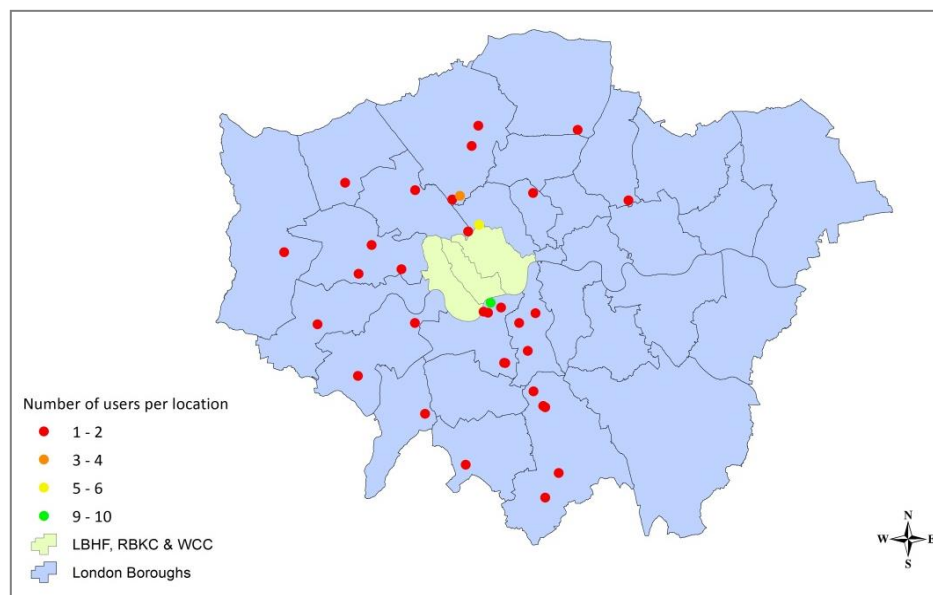 Number of users per location
1 - 2
3 - 4
5 - 6
9 - 10
LBHF, RBKC & WCC
London Boroughs
N
W E
S